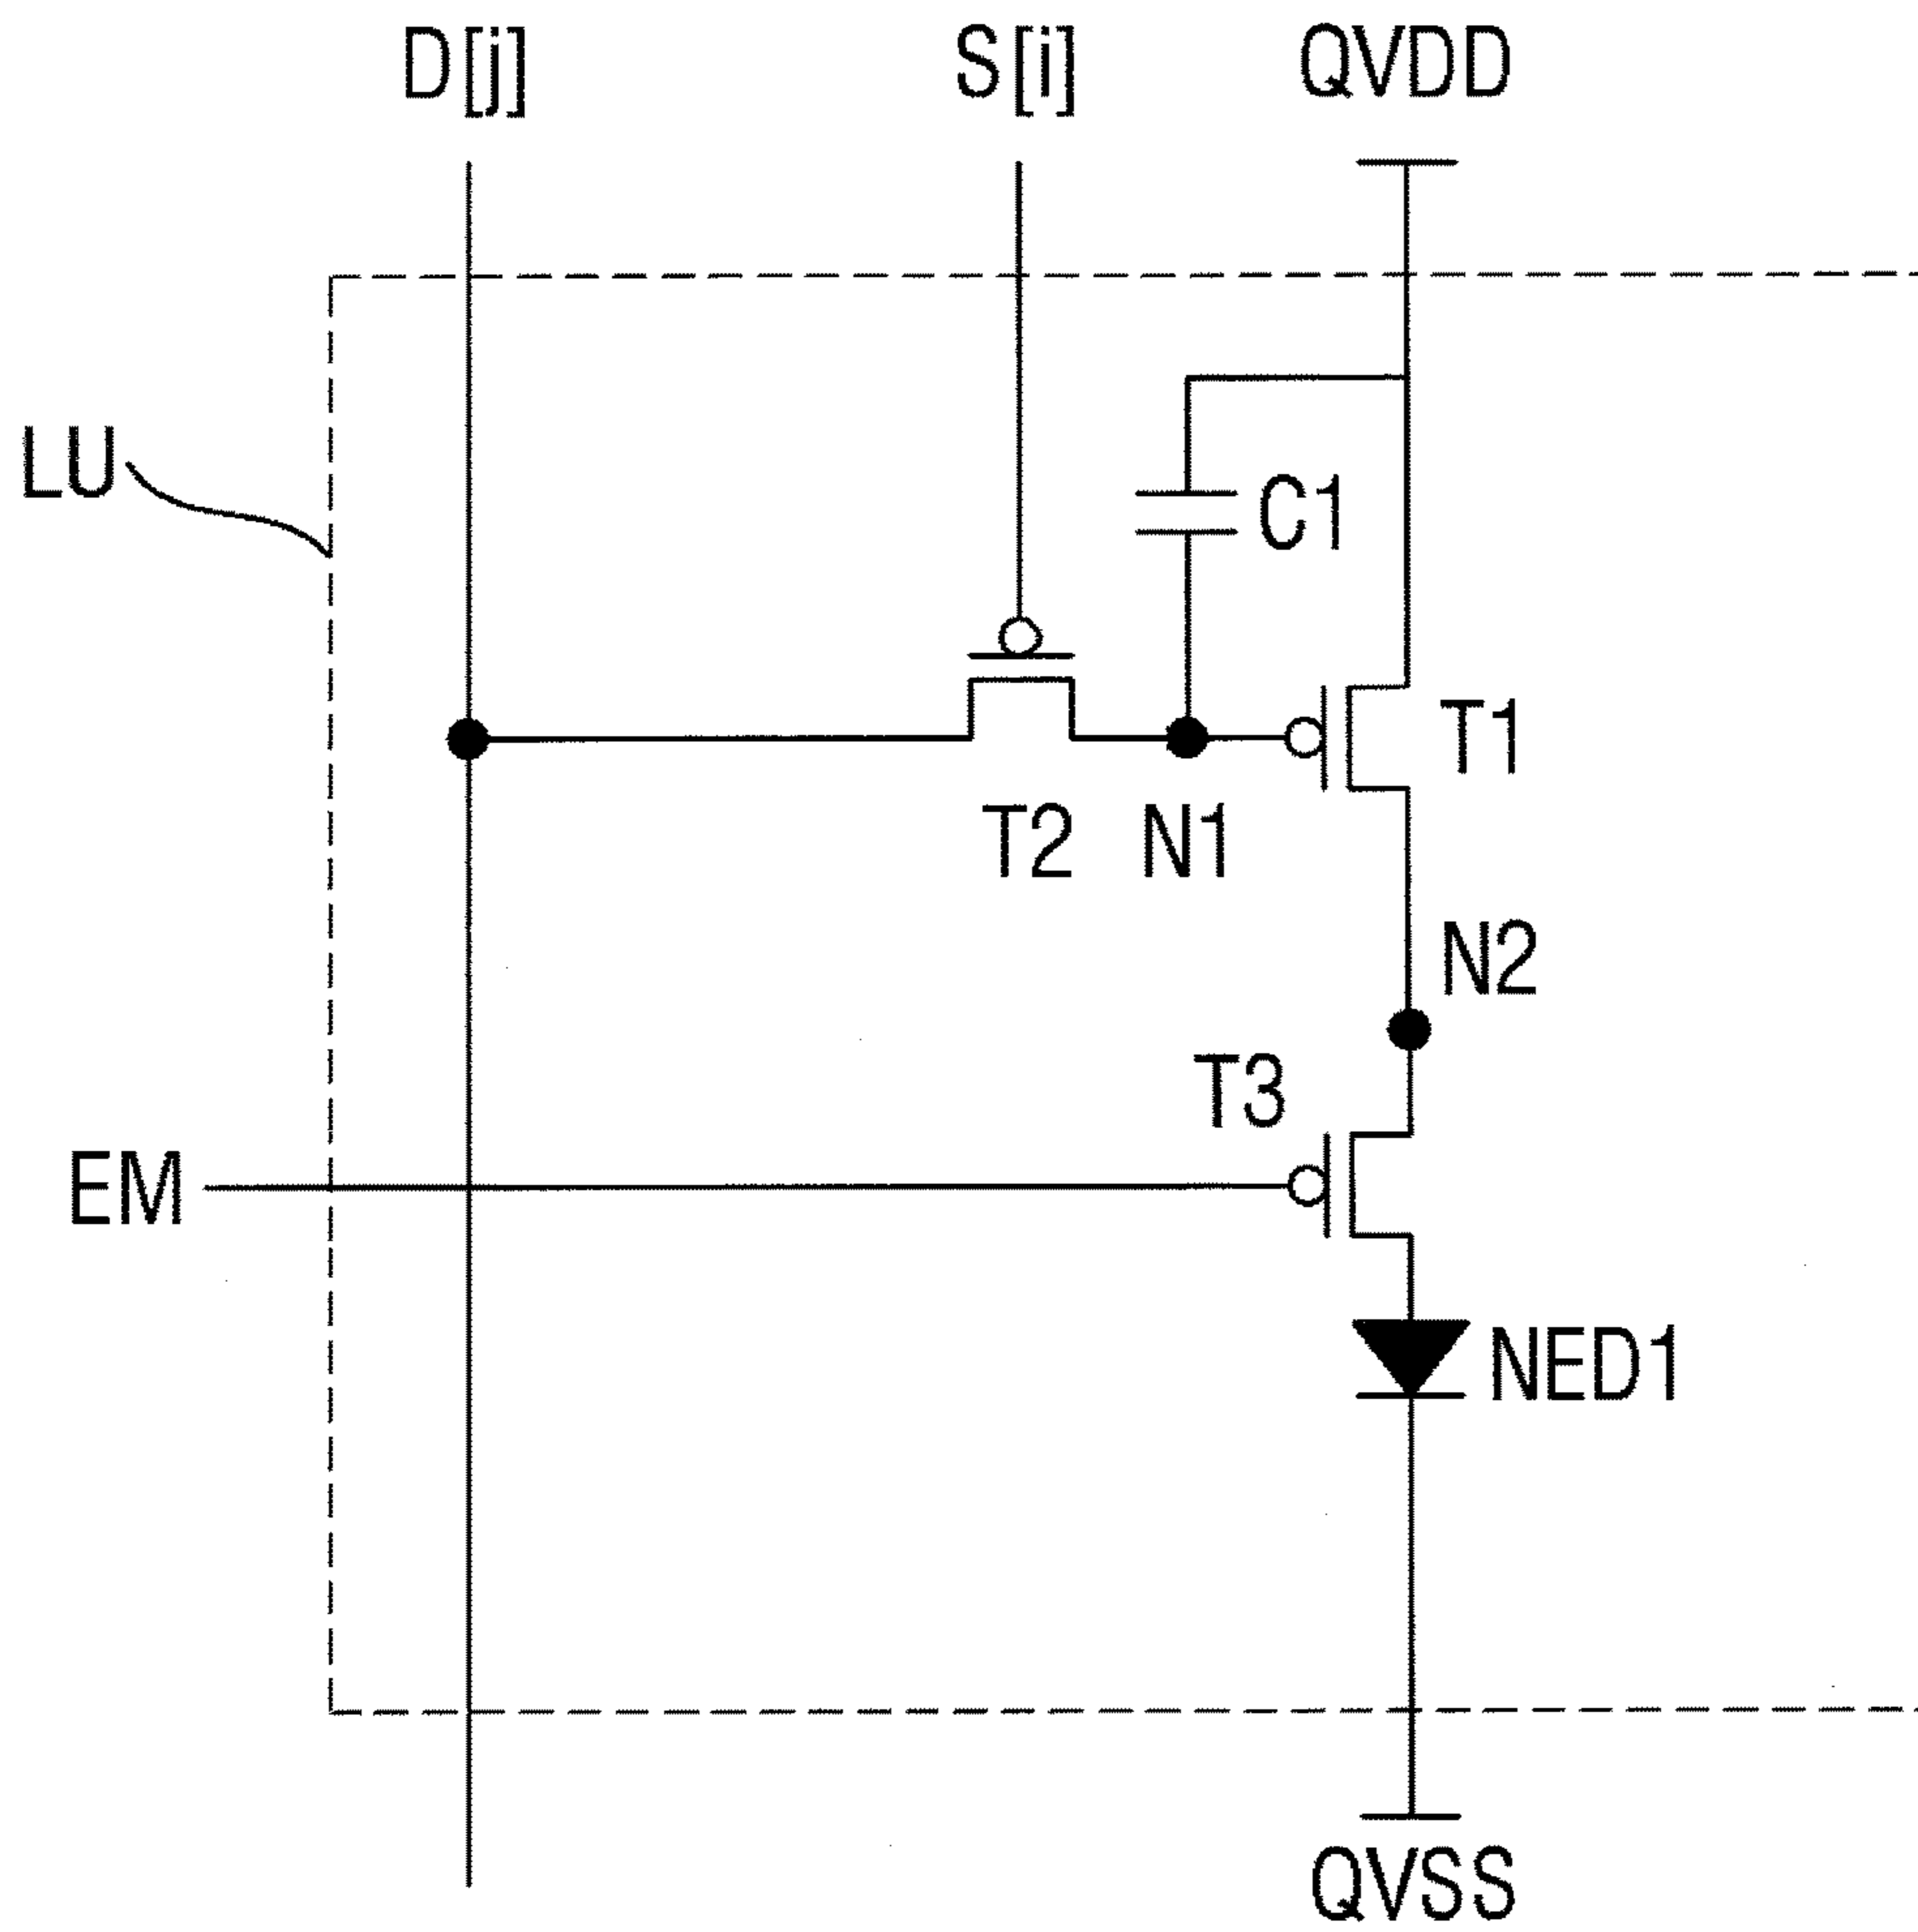 D[j]
S[i]
QVDD
LU
C1
T1
T2
N1
N2
T3
EM
NED1
QVSS